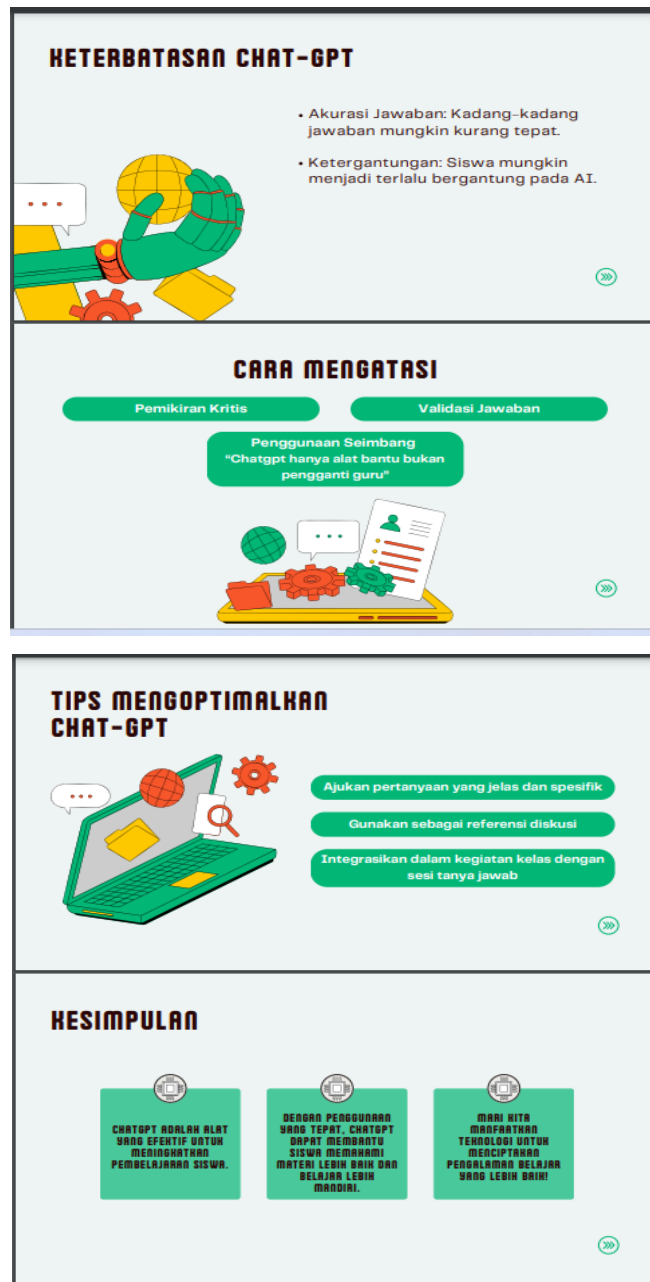 KETERBATASAN CHAT-GPT
• Akurasi Jawaban: Kadang-kadang
jawaban mungkin kurang tepat.
• Ketergantungan: Siswa mungkin
menjadi terlalu bergantung pada AI.
CARA MENGATASI
Pemikiran Kritis
Validasi Jawaban
Penggunaan Seimbang
“Chatgpt hanya alat bantu bukan
pengganti guru”
TIPS MENGOPTIMALKAN
CHAT-GPT
Ajukan pertanyaan yang jelas dan spesifik
Gunakan sebagai referensi diskusi
Integrasikan dalam kegiatan kelas dengan
sesi tanya jawab
KESIMPULAN
CHATGPT ADALAH ALAT
YANG EFEKTIF UNTUK
MENINGKATKAN
PEMBELAJARAN SISWA.
DENGAN PENGGUNAAN
YANG TEPAT, CHATGPT
DAPAT MEMBANTU
SISWA MEMAHAMI
MATERI LEBIH BAIK DAN
BELAJAR LEBIH
MANDIRI.
MARI KITA
MANFAATKAN
TEKNOLOGI UNTUK
MENCIPTAKAN
PENGALAMAN BELAJAR
YANG LEBIH BAIK!